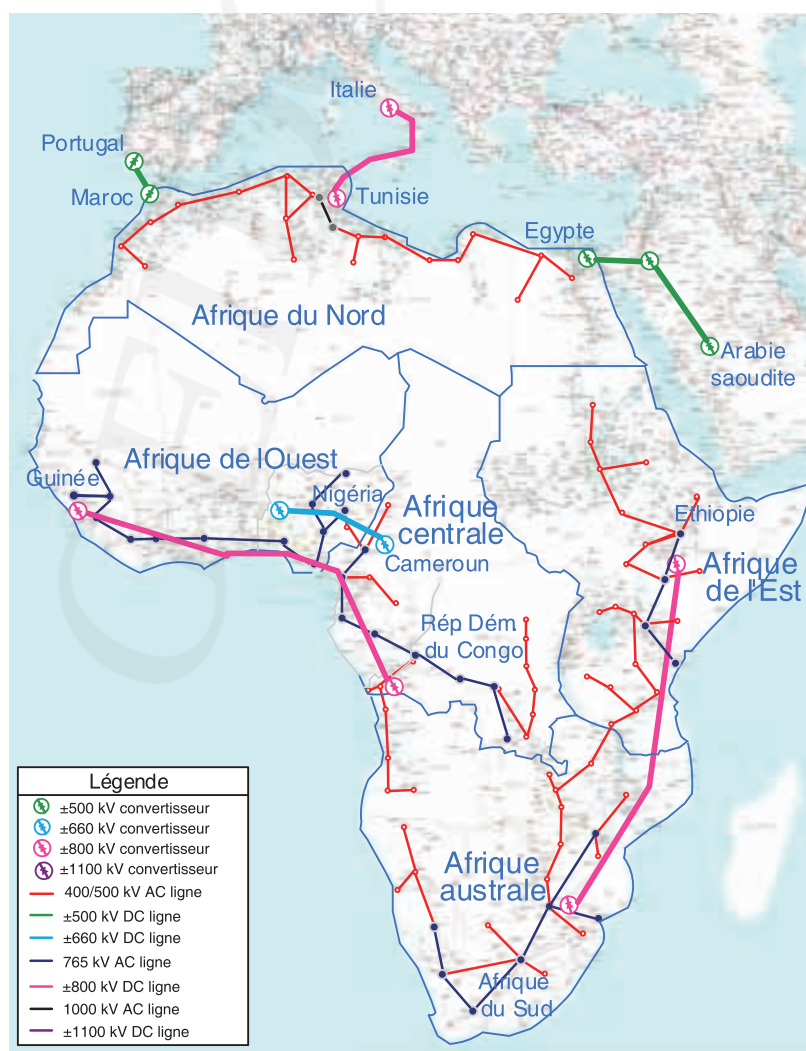 Italie
Portugal
Maroc
Tunisie
Egypte
Afrique du Nord
Arabie
saoudite
Afrique de l'Ouest
Guinée
Nigéria
Afrique
centrale
Ethiopie
Cameroun
Afrique
de l'Est
Rép Dém
du Congo
Afrique
australe
Afrique
du Sud
Légende
±500 kV convertisseur
±660 kV convertisseur
±800 kV convertisseur
±1100 kV convertisseur
400/500 kV AC ligne
±500 kV DC ligne
±660 kV DC ligne
765 kV AC ligne
±800 kV DC ligne
1000 kV AC ligne
±1100 kV DC ligne